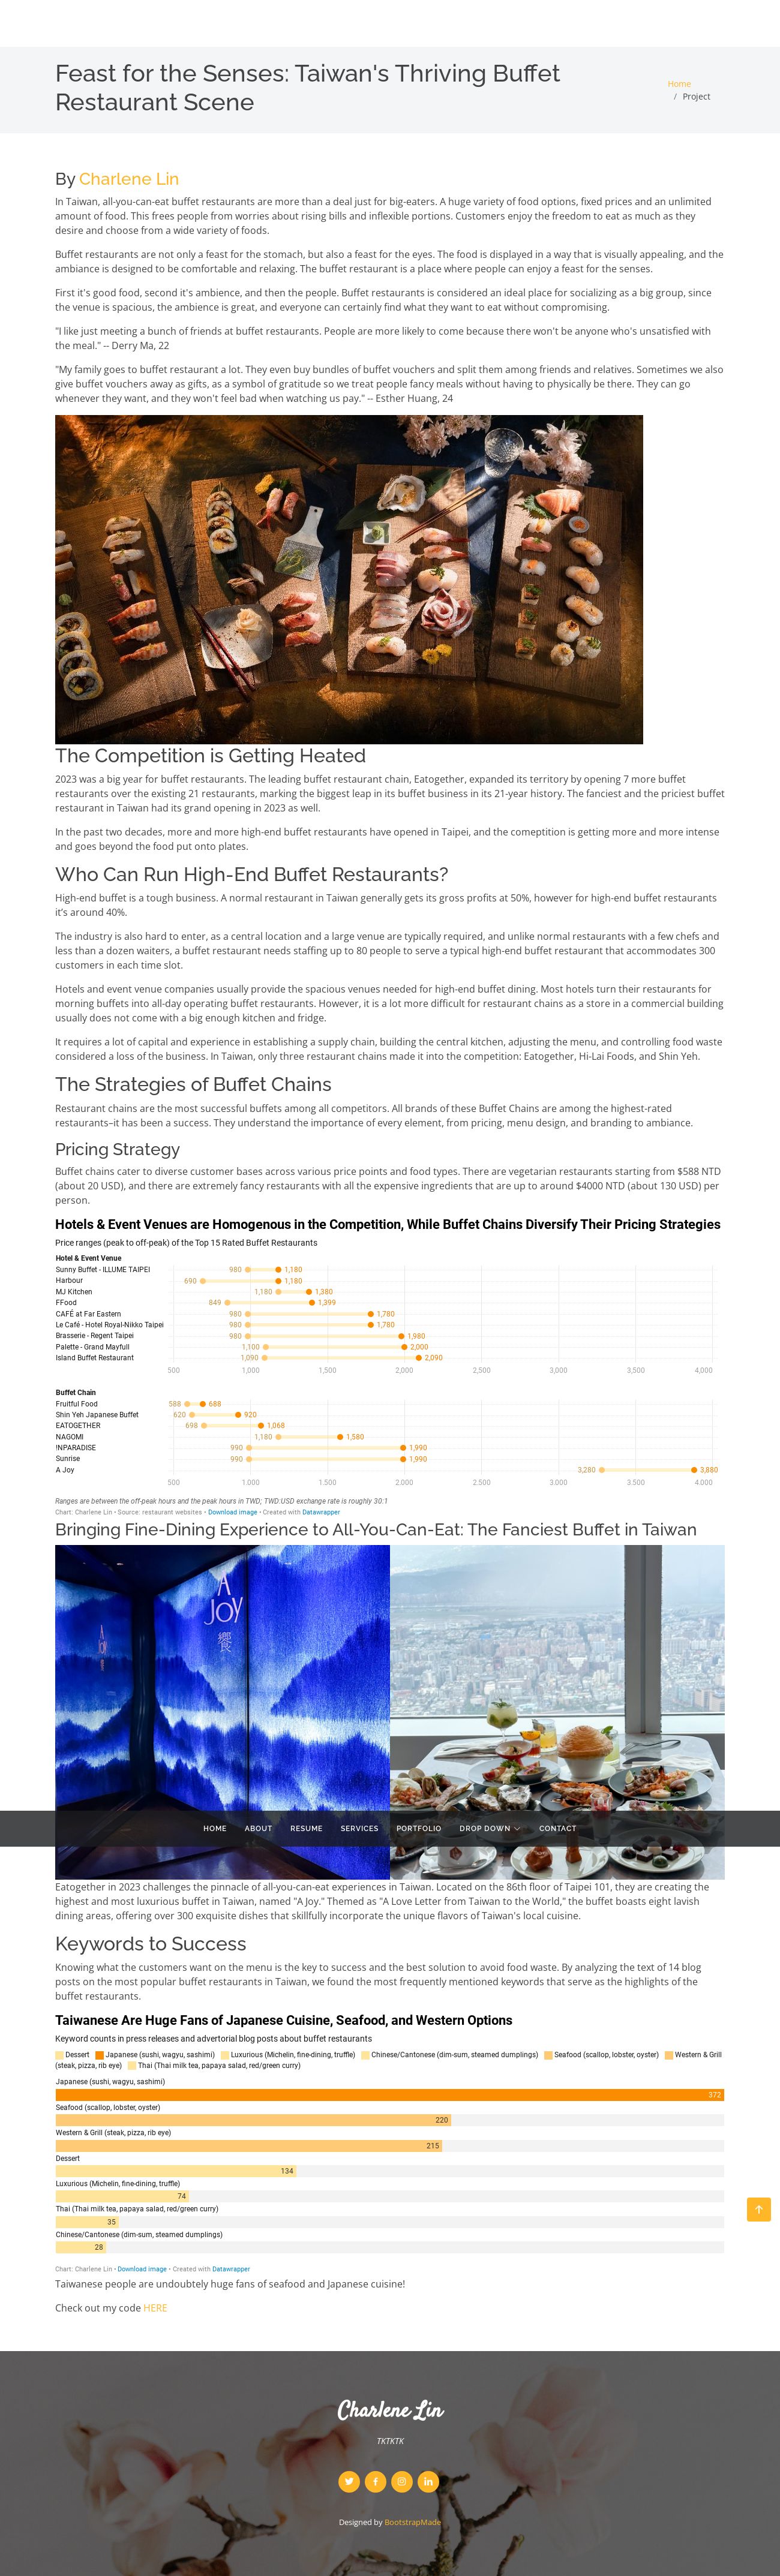 Feast for the Senses: Taiwan's Thriving Buffet
Restaurant Scene
Home
/ Project
By Charlene Lin
In Taiwan, all-you-can-eat buffet restaurants are more than a deal just for big-eaters. A huge variety of food options, fixed prices and an unlimited
amount of food. This frees people from worries about rising bills and inflexible portions. Customers enjoy the freedom to eat as much as they
desire and choose from a wide variety of foods.
Buffet restaurants are not only a feast for the stomach, but also a feast for the eyes. The food is displayed in a way that is visually appealing, and the
ambiance is designed to be comfortable and relaxing. The buffet restaurant is a place where people can enjoy a feast for the senses.
First it's good food, second it's ambience, and then the people. Buffet restaurants is considered an ideal place for socializing as a big group, since
the venue is spacious, the ambience is great, and everyone can certainly find what they want to eat without compromising.
"I like just meeting a bunch of friends at buffet restaurants. People are more likely to come because there won't be anyone who's unsatisfied with
the meal." -- Derry Ma, 22
"My family goes to buffet restaurant a lot. They even buy bundles of buffet vouchers and split them among friends and relatives. Sometimes we also
give buffet vouchers away as gifts, as a symbol of gratitude so we treat people fancy meals without having to physically be there. They can go
whenever they want, and they won't feel bad when watching us pay." -- Esther Huang, 24
The Competition is Getting Heated
2023 was a big year for buffet restaurants. The leading buffet restaurant chain, Eatogether, expanded its territory by opening 7 more buffet
restaurants over the existing 21 restaurants, marking the biggest leap in its buffet business in its 21-year history. The fanciest and the priciest buffet
restaurant in Taiwan had its grand opening in 2023 as well.
In the past two decades, more and more high-end buffet restaurants have opened in Taipei, and the comeptition is getting more and more intense
and goes beyond the food put onto plates.
Who Can Run High-End Buffet Restaurants?
High-end buffet is a tough business. A normal restaurant in Taiwan generally gets its gross profits at 50%, however for high-end buffet restaurants
it's around 40%.
The industry is also hard to enter, as a central location and a large venue are typically required, and unlike normal restaurants with a few chefs and
less than a dozen waiters, a buffet restaurant needs staffing up to 80 people to serve a typical high-end buffet restaurant that accommodates 300
customers in each time slot.
Hotels and event venue companies usually provide the spacious venues needed for high-end buffet dining. Most hotels turn their restaurants for
morning buffets into all-day operating buffet restaurants. However, it is a lot more difficult for restaurant chains as a store in a commercial building
usually does not come with a big enough kitchen and fridge.
It requires a lot of capital and experience in establishing a supply chain, building the central kitchen, adjusting the menu, and controlling food waste
considered a loss of the business. In Taiwan, only three restaurant chains made it into the competition: Eatogether, Hi-Lai Foods, and Shin Yeh.
The Strategies of Buffet Chains
Restaurant chains are the most successful buffets among all competitors. All brands of these Buffet Chains are among the highest-rated
restaurants–it has been a success. They understand the importance of every element, from pricing, menu design, and branding to ambiance.
Pricing Strategy
Buffet chains cater to diverse customer bases across various price points and food types. There are vegetarian restaurants starting from $588 NTD
(about 20 USD), and there are extremely fancy restaurants with all the expensive ingredients that are up to around $4000 NTD (about 130 USD) per
person.
Hotels & Event Venues are Homogenous in the Competition, While Buffet Chains Diversify Their Pricing Strategies
Price ranges (peak to off-peak) of the Top 15 Rated Buffet Restaurants
Hotel & Event Venue
Sunny Buffet - ILLUME TAIPEI 980 1,180
Harbour 690 1,180
MJ Kitchen 1,180 1,380
FFood 849 1,399
CAFÉ at Far Eastern 980 1,780
Le Café - Hotel Royal-Nikko Taipei 980 1,780
Brasserie - Regent Taipei 980 1,980
Palette - Grand Mayfull 1,100 2,000
Island Buffet Restaurant 1,090 2,090
500 1,000 1,500 2,000 2,500 3,000 3,500 4,000
Buffet Chain
Fruitful Food 588 688
Shin Yeh Japanese Buffet 620 920
EATOGETHER 698 1,068
NAGOMI 1,180 1,580
!NPARADISE 990 1,990
Sunrise 990 1,990
A Joy 3,280 3,880
500 1.000 1.500 2.000 2.500 3.000 3.500 4.000
Ranges are between the off-peak hours and the peak hours in TWD; TWD:USD exchange rate is roughly 30:1
Chart: Charlene Lin • Source: restaurant websites • Download image • Created with Datawrapper
Bringing Fine-Dining Experience to All-You-Can-Eat: The Fanciest Buffet in Taiwan
A
JOY
饗
HOME ABOUT RESUME SERVICES PORTFOLIO DROP DOWN CONTACT
Eatogether in 2023 challenges the pinnacle of all-you-can-eat experiences in Taiwan. Located on the 86th floor of Taipei 101, they are creating the
highest and most luxurious buffet in Taiwan, named "A Joy." Themed as "A Love Letter from Taiwan to the World," the buffet boasts eight lavish
dining areas, offering over 300 exquisite dishes that skillfully incorporate the unique flavors of Taiwan's local cuisine.
Keywords to Success
Knowing what the customers want on the menu is the key to success and the best solution to avoid food waste. By analyzing the text of 14 blog
posts on the most popular buffet restaurants in Taiwan, we found the most frequently mentioned keywords that serve as the highlights of the
buffet restaurants.
Taiwanese Are Huge Fans of Japanese Cuisine, Seafood, and Western Options
Keyword counts in press releases and advertorial blog posts about buffet restaurants
Dessert Japanese (sushi, wagyu, sashimi) Luxurious (Michelin, fine-dining, truffle) Chinese/Cantonese (dim-sum, steamed dumplings) Seafood (scallop, lobster, oyster) Western & Grill
(steak, pizza, rib eye) Thai (Thai milk tea, papaya salad, red/green curry)
Japanese (sushi, wagyu, sashimi)
372
Seafood (scallop, lobster, oyster)
220
Western & Grill (steak, pizza, rib eye)
215
Dessert
134
Luxurious (Michelin, fine-dining, truffle)
74
Thai (Thai milk tea, papaya salad, red/green curry)
35
Chinese/Cantonese (dim-sum, steamed dumplings)
28
Chart: Charlene Lin • Download image • Created with Datawrapper
Taiwanese people are undoubtely huge fans of seafood and Japanese cuisine!
Check out my code HERE
Charlene Lin
TKTKTK
Designed by BootstrapMade